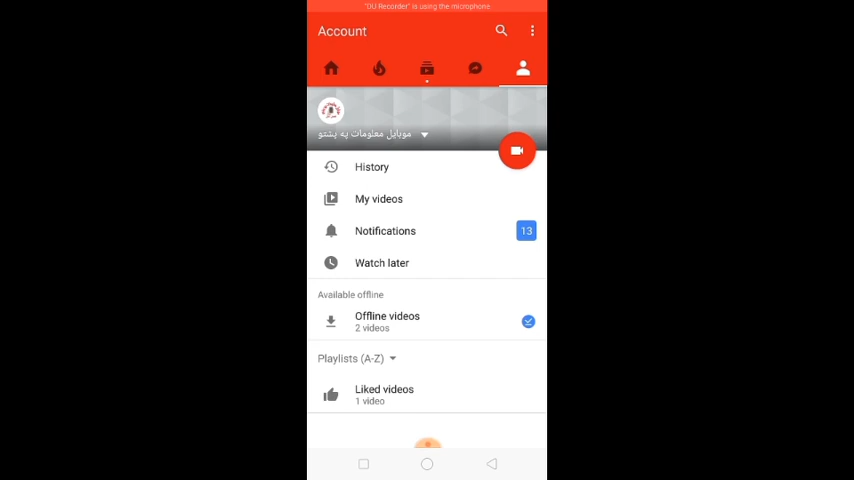 "DU Recorder" is using the microphone
Account
موبایل معلومات په پښتو
History
My videos
Notifications
13
Watch later
Available offline
Offline videos
2 videos
Playlists (A-Z)
Liked videos
1 video